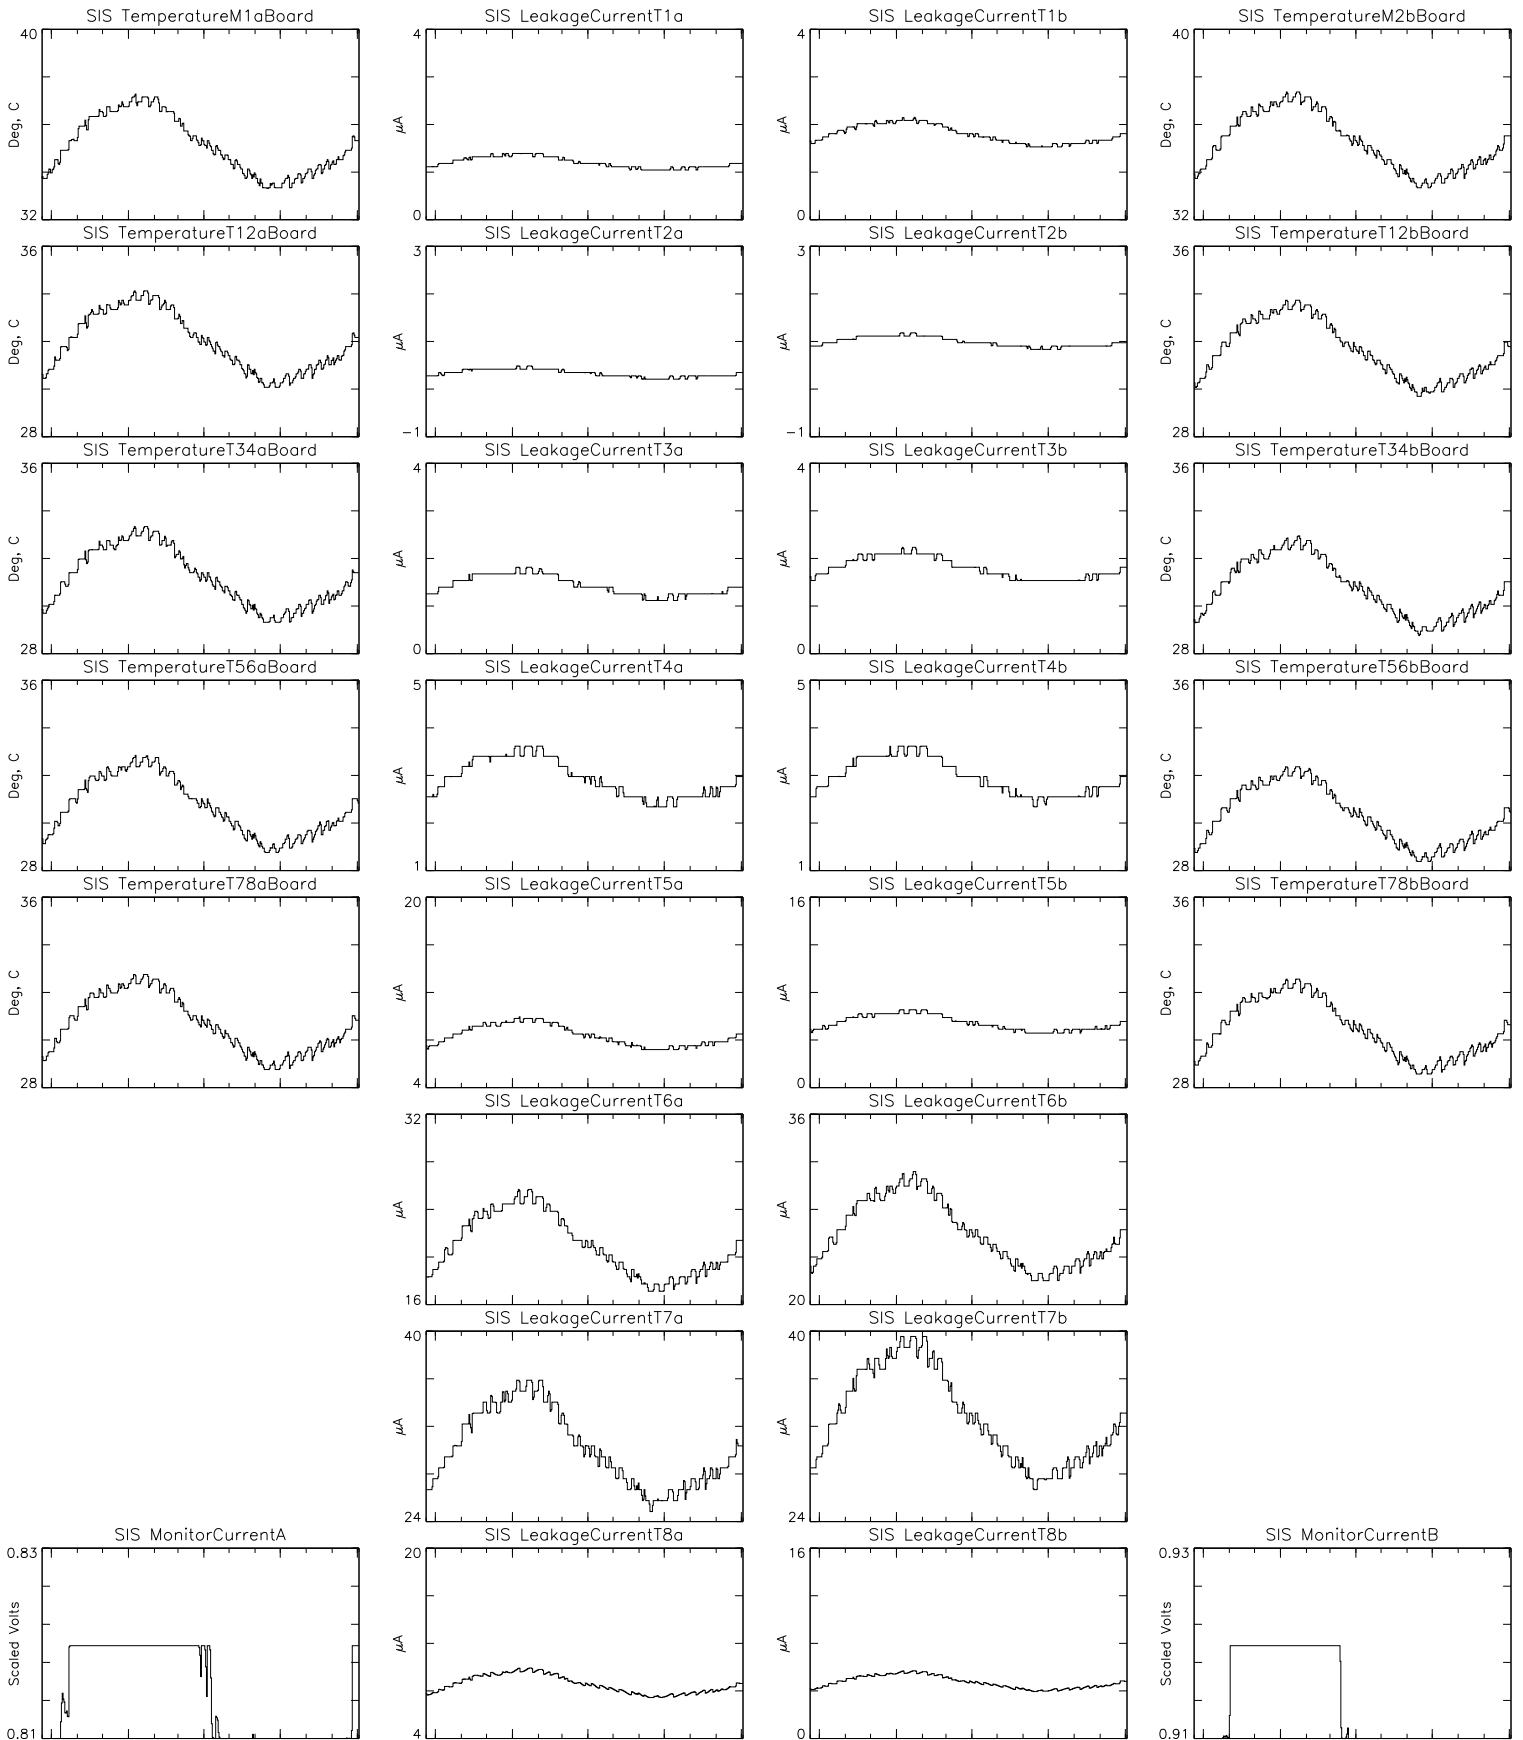 SIS TemperatureM1aBoard
40
Deg, C
32
SIS LeakageCurrentT1a
4
μA
0
SIS LeakageCurrentT1b
4
μA
0
SIS TemperatureM2bBoard
40
Deg, C
32
SIS TemperatureT12aBoard
36
Deg, C
28
SIS LeakageCurrentT2a
3
μA
-1
SIS LeakageCurrentT2b
3
μA
-1
SIS TemperatureT12bBoard
36
Deg, C
28
SIS TemperatureT34aBoard
36
Deg, C
28
SIS LeakageCurrentT3a
4
μA
0
SIS LeakageCurrentT3b
4
μA
0
SIS TemperatureT34bBoard
36
Deg, C
28
SIS TemperatureT56aBoard
36
Deg, C
28
SIS LeakageCurrentT4a
5
μA
1
SIS LeakageCurrentT4b
5
μA
1
SIS TemperatureT56bBoard
36
Deg, C
28
SIS TemperatureT78aBoard
36
Deg, C
28
SIS LeakageCurrentT5a
20
μA
4
SIS LeakageCurrentT5b
16
μA
0
SIS TemperatureT78bBoard
36
Deg, C
28
SIS LeakageCurrentT6a
32
μA
16
SIS LeakageCurrentT6b
36
μA
20
SIS LeakageCurrentT7a
40
μA
24
SIS LeakageCurrentT7b
40
μA
24
SIS MonitorCurrentA
0.83
Scaled Volts
0.81
SIS LeakageCurrentT8a
20
μA
4
SIS LeakageCurrentT8b
16
μA
0
SIS MonitorCurrentB
0.93
Scaled Volts
0.91